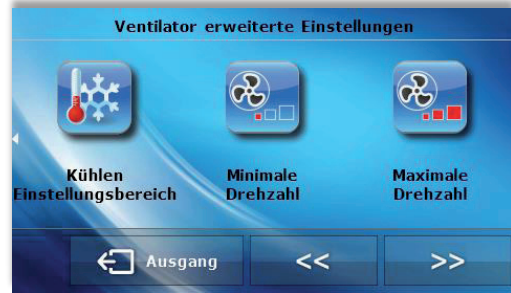 Ventilator erweiterte Einstellungen
Kühlen
Einstellungsbereich
Minimale
Drehzahl
Maximale
Drehzahl
Ausgang
<<
>>